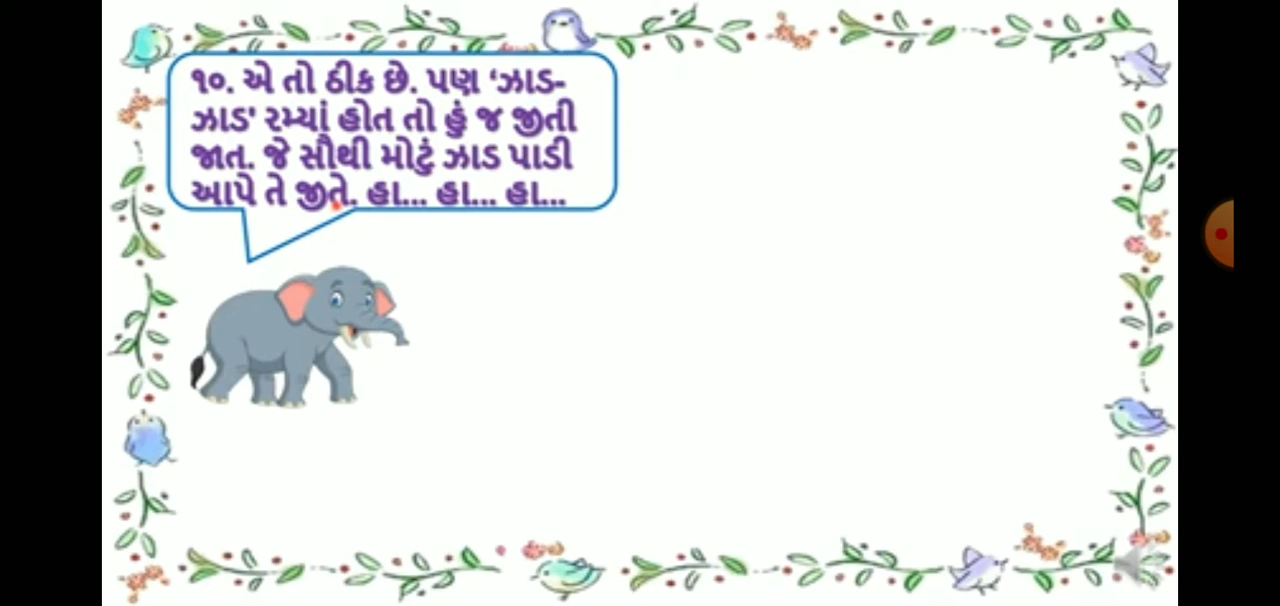 ૧૦. એ તો ઠીક છે. પણ ‘ઝાડ-
ઝાડ' રમ્યાં હોત તો હું જ જીતી
જાત. જે સૌથી મોટું ઝાડ પાડી
આપે તે જીતે. હા... હા... હા...